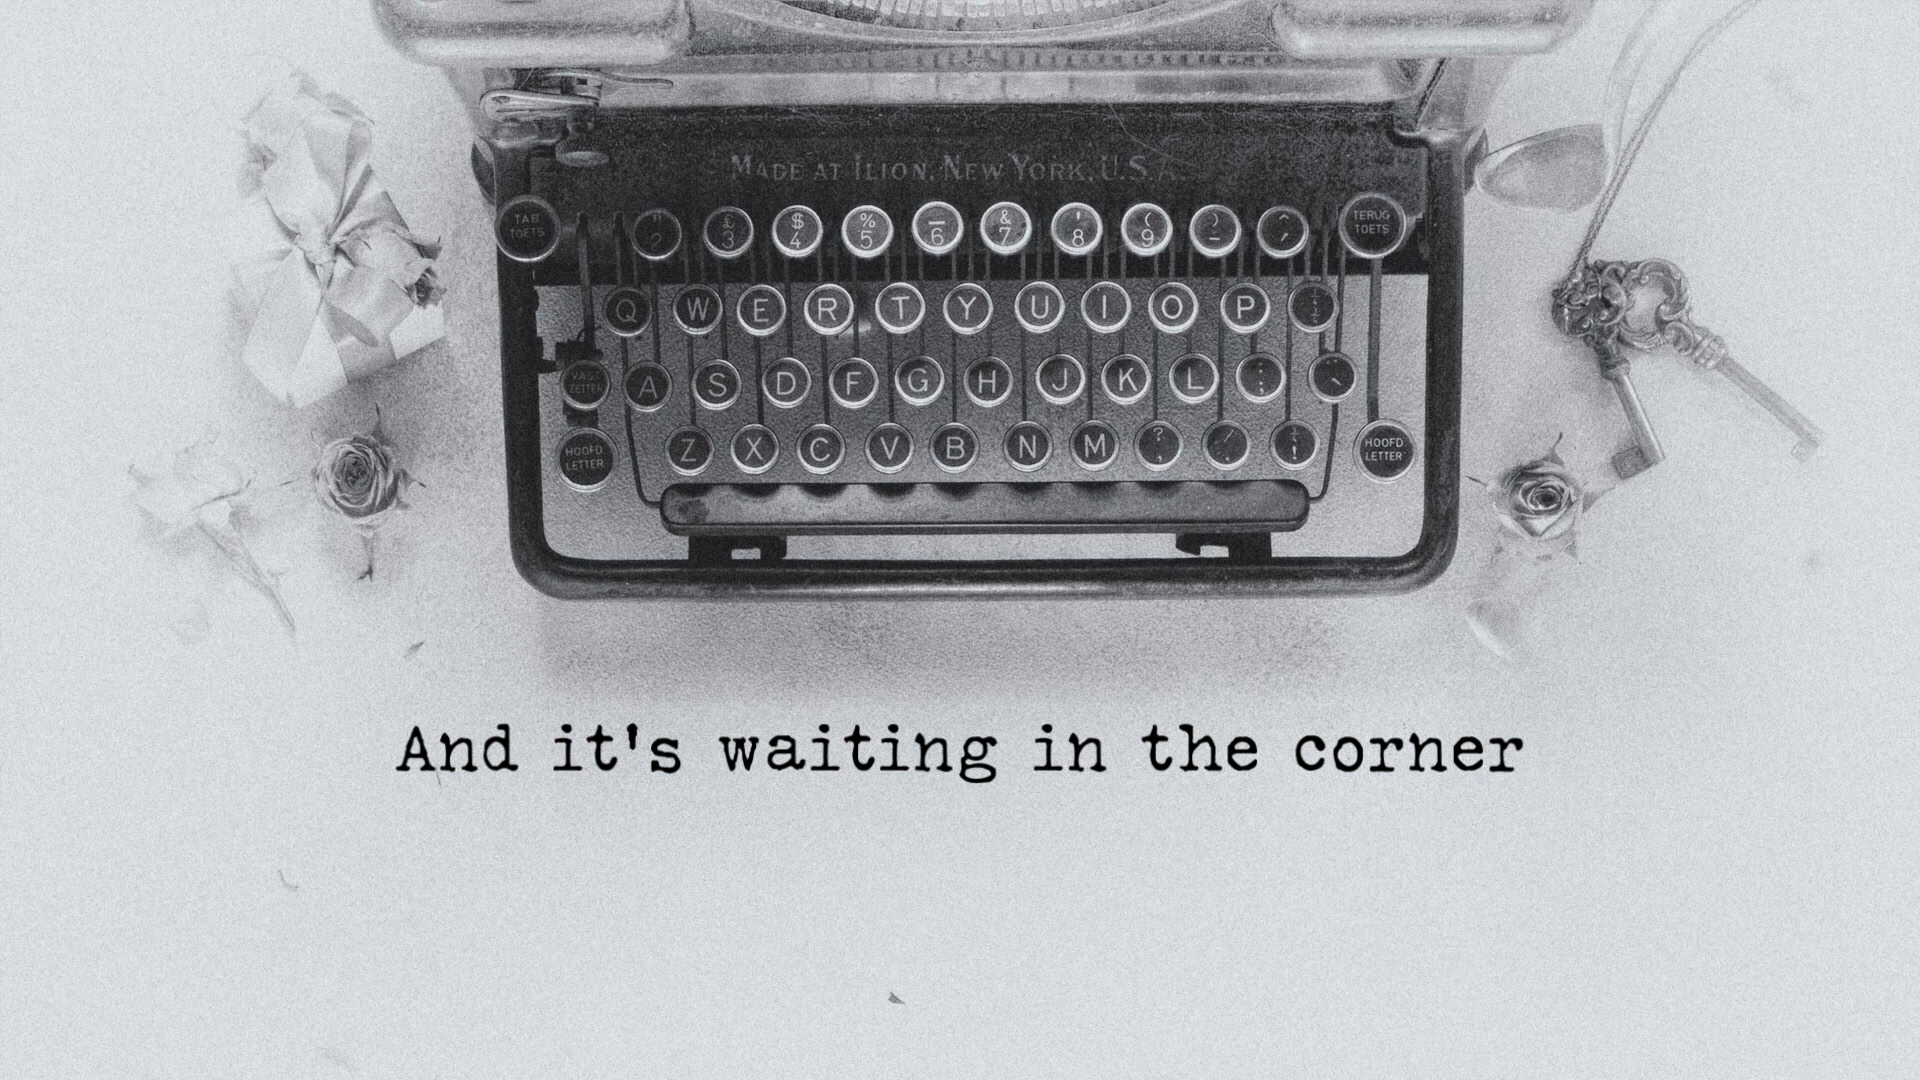 MADE AT ILION, NEW YORK, U.S.A.
TAB TOETS " 2 £ 3 $ 4 % 5 _ 6 & 7 ' 8 ( 9 ) - ^ TERUG TOETS
Q W E R T Y U I O P
A S D F G H J K L
HOOFD LETTER Z X C V B N M ? , / . ! HOOFD LETTER
And it's waiting in the corner